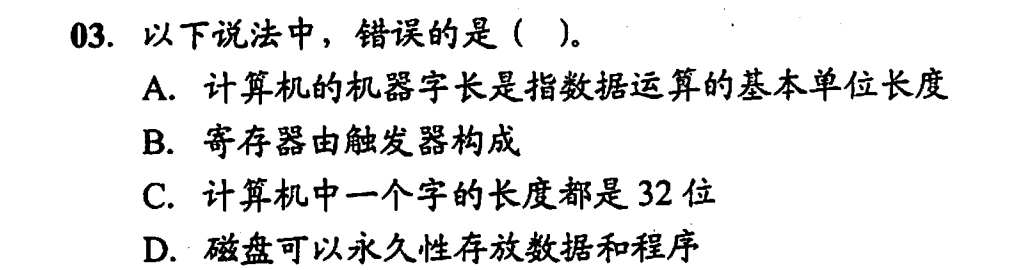 03. 以下说法中，错误的是（ ）。
A. 计算机的机器字长是指数据运算的基本单位长度
B. 寄存器由触发器构成
C. 计算机中一个字的长度都是 32 位
D. 磁盘可以永久性存放数据和程序